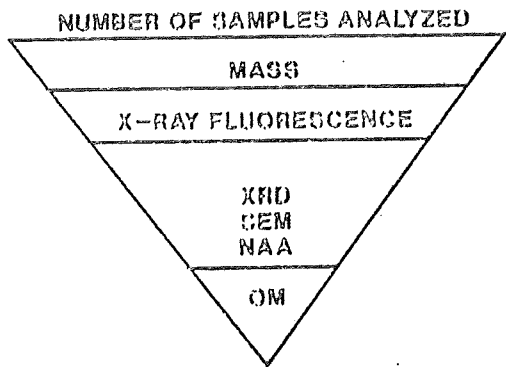 NUMBER OF SAMPLES ANALYZED
MASS
X-RAY FLUORESCENCE
XRD
SEM
NAA
OM